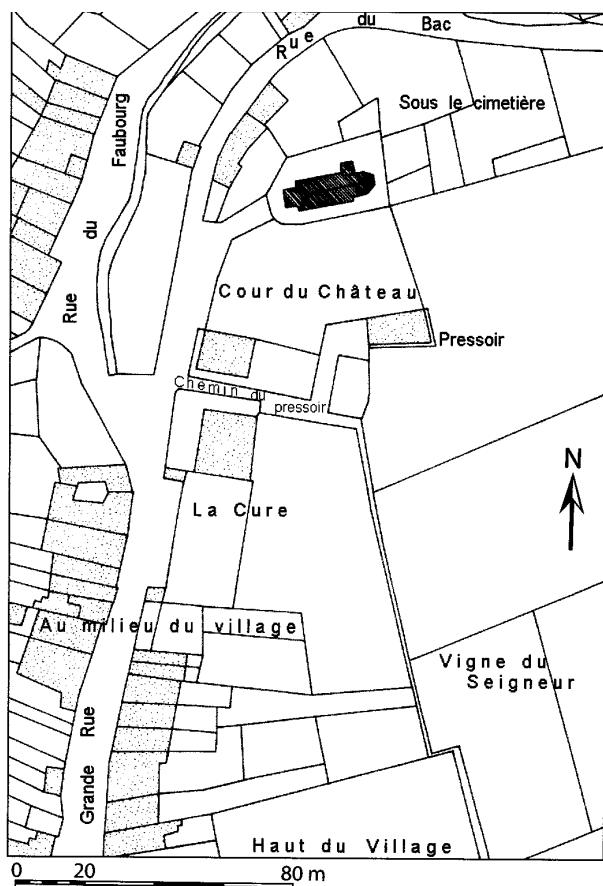 Rue du Bac
Rue du Faubourg
Sous le cimetière
Cour du Château
Pressoir
Chemin du
pressoir
N
La Cure
Au milieu du village
Vigne du
Seigneur
Grande Rue
Haut du Village
0 20 80 m